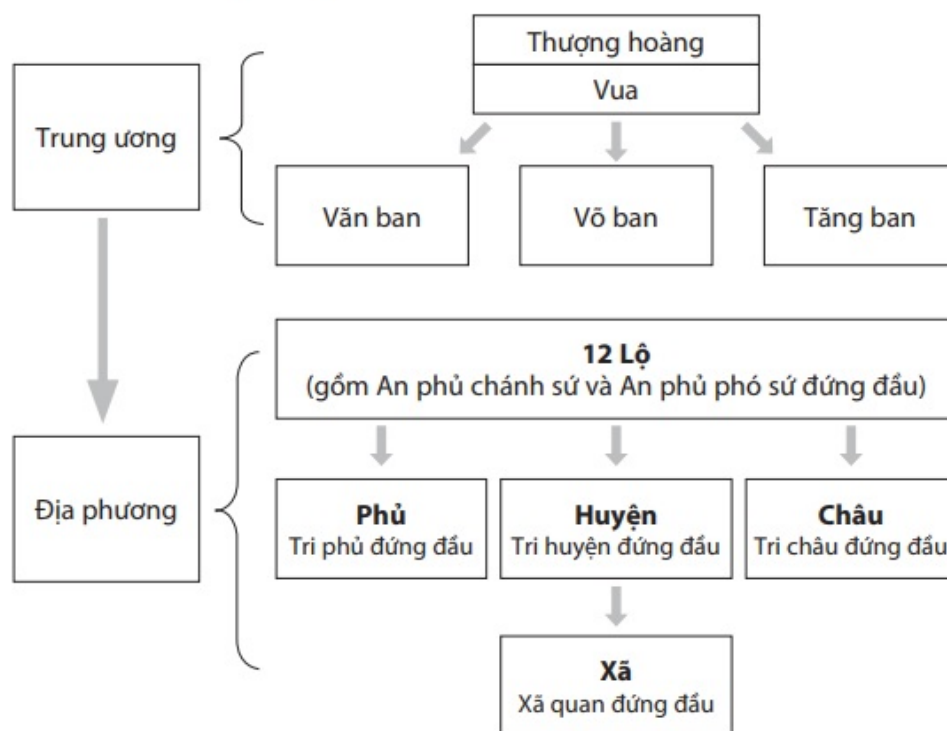 Thượng hoàng
Vua
Trung ương
Văn ban
Võ ban
Tăng ban
12 Lộ
(gồm An phủ chánh sứ và An phủ phó sứ đứng đầu)
Địa phương
Phủ
Tri phủ đứng đầu
Huyện
Tri huyện đứng đầu
Châu
Tri châu đứng đầu
Xã
Xã quan đứng đầu